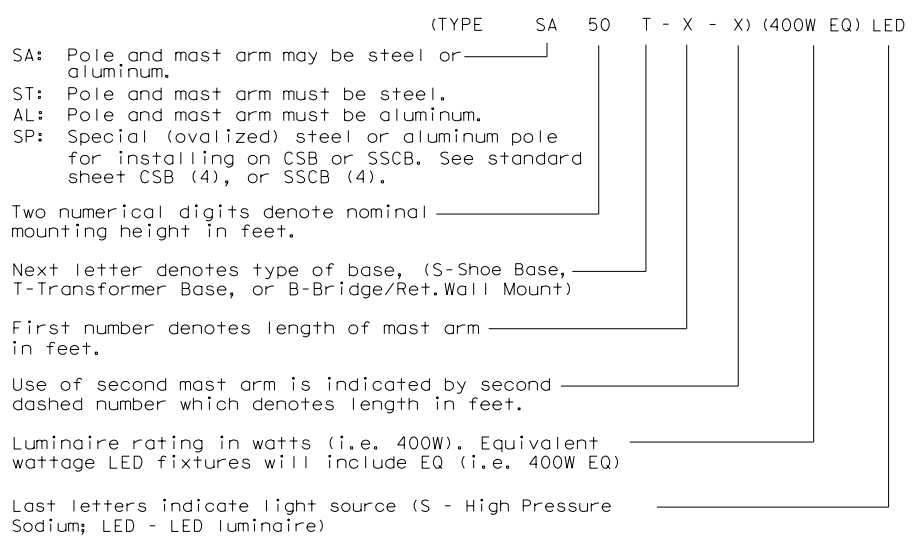 (TYPE SA 50 T - X - X) (400W EQ) LED
SA: Pole and mast arm may be steel or
aluminum.
ST: Pole and mast arm must be steel.
AL: Pole and mast arm must be aluminum.
SP: Special (ovalized) steel or aluminum pole
for installing on CSB or SSCB. See standard
sheet CSB (4), or SSCB (4).
Two numerical digits denote nominal
mounting height in feet.
Next letter denotes type of base, (S-Shoe Base,
T-Transformer Base, or B-Bridge/Ret.Wall Mount)
First number denotes length of mast arm
in feet.
Use of second mast arm is indicated by second
dashed number which denotes length in feet.
Luminaire rating in watts (i.e. 400W). Equivalent
wattage LED fixtures will include EQ (i.e. 400W EQ)
Last letters indicate light source (S - High Pressure
Sodium; LED - LED luminaire)